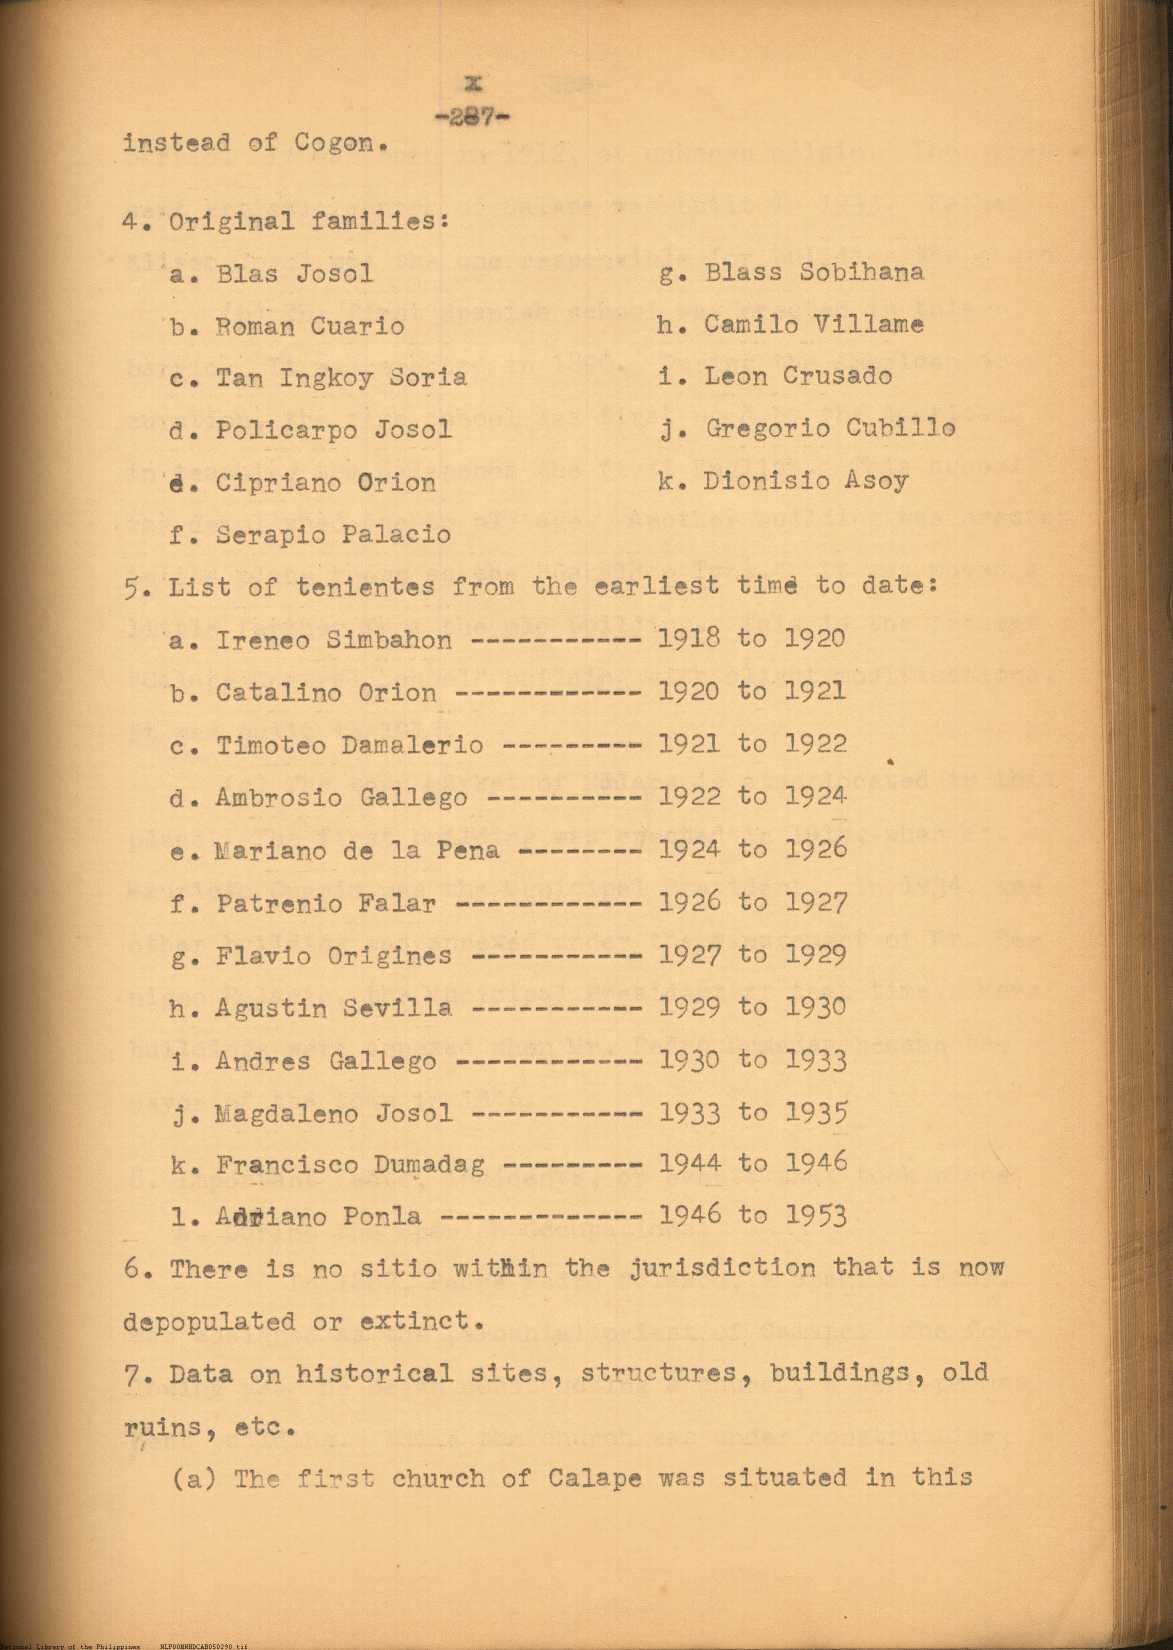 x
-287-
instead of Cogon.
4. Original families:
a. Blas Josol
b. Roman Cuario
c. Tan Ingkoy Soria
d. Policarpo Josol
e. Cipriano Orion
f. Serapio Palacio
g. Blass Sobihana
h. Camilo Villame
i. Leon Crusado
j. Gregorio Cubillo
k. Dionisio Asoy
5. List of tenientes from the earliest time to date:
a. Ireneo Simbahon ----------- 1918 to 1920
b. Catalino Orion ------------ 1920 to 1921
c. Timoteo Damalerio --------- 1921 to 1922
d. Ambrosio Gallego ---------- 1922 to 1924
e. Mariano de la Pena -------- 1924 to 1926
f. Patrenio Falar ------------ 1926 to 1927
g. Flavio Origines ----------- 1927 to 1929
h. Agustin Sevilla ----------- 1929 to 1930
i. Andres Gallego ------------ 1930 to 1933
j. Magdaleno Josol ----------- 1933 to 1935
k. Francisco Dumadag --------- 1944 to 1946
l. Adriano Ponla ------------- 1946 to 1953
6. There is no sitio within the jurisdiction that is now
depopulated or extinct.
7. Data on historical sites, structures, buildings, old
ruins, etc.
(a) The first church of Calape was situated in this
National Library of the Philippines NLP00MNHDCAB050290.tif